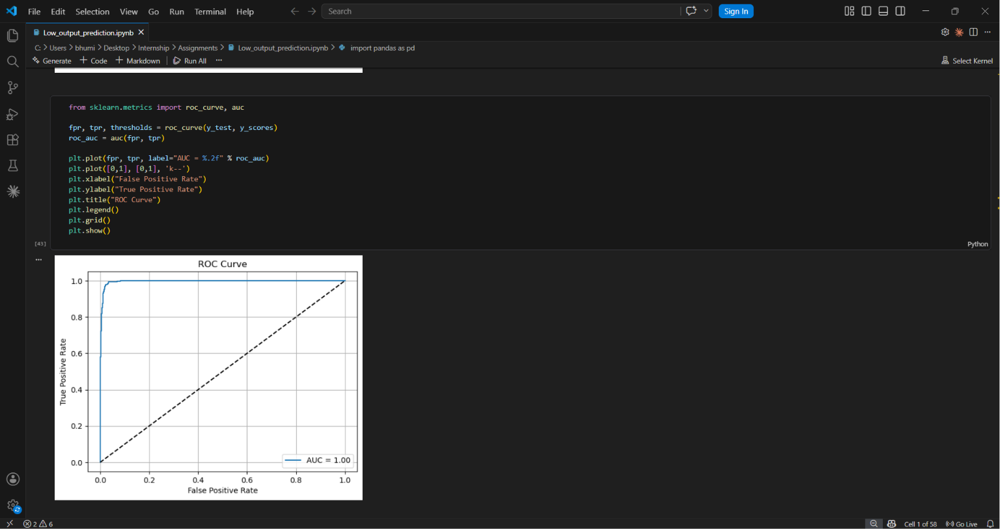 File Edit Selection View Go Run Terminal Help Search Sign In
Low_output_prediction.ipynb
C: > Users > bhumi > Desktop > Internship > Assignments > Low_output_prediction.ipynb > import pandas as pd
Generate + Code + Markdown Run All ... Select Kernel
from sklearn.metrics import roc_curve, auc
fpr, tpr, thresholds = roc_curve(y_test, y_scores)
roc_auc = auc(fpr, tpr)
plt.plot(fpr, tpr, label="AUC = %.2f" % roc_auc)
plt.plot([0,1], [0,1], 'k--')
plt.xlabel("False Positive Rate")
plt.ylabel("True Positive Rate")
plt.title("ROC Curve")
plt.legend()
plt.grid()
plt.show()
[43]
Python
...
ROC Curve
1.0
0.8
0.6
0.4
0.2
0.0
True Positive Rate
AUC = 1.00
0.0 0.2 0.4 0.6 0.8 1.0
False Positive Rate
2 6 Cell 1 of 58 Go Live